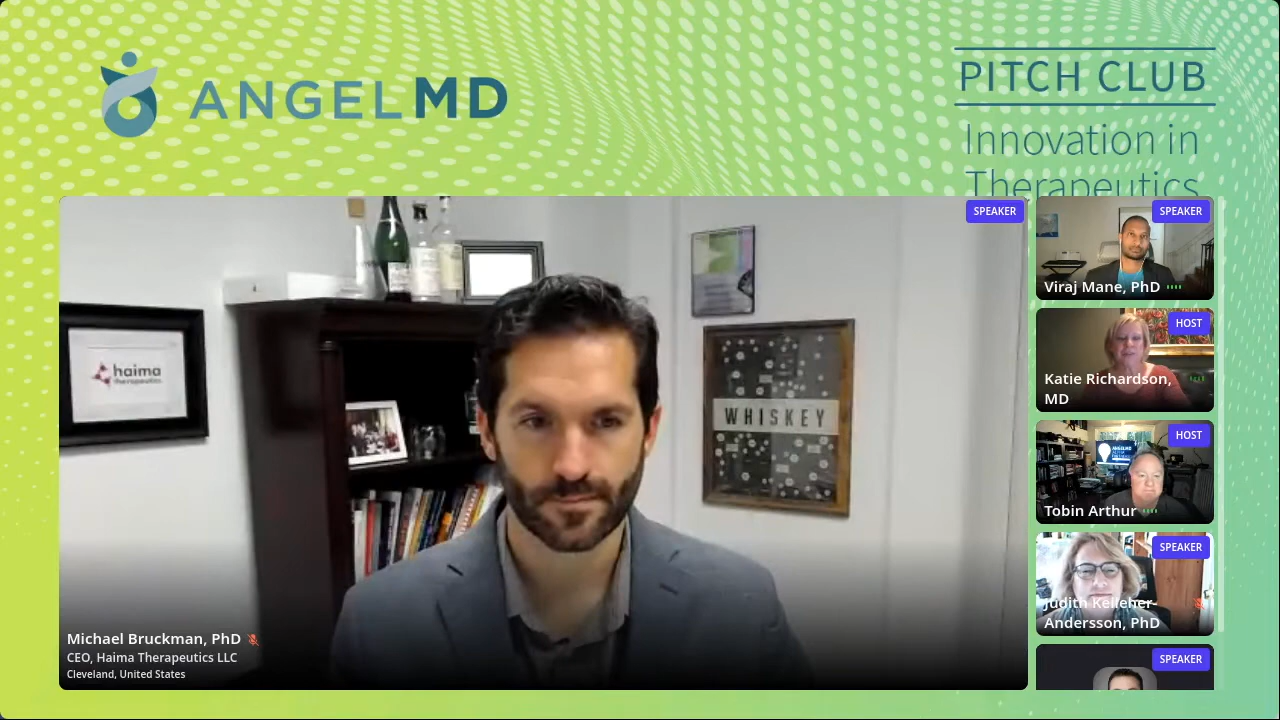 ANGELMD
PITCH CLUB
Innovation in
Therapeutics
SPEAKER
haima
therapeutics
WHISKEY
Michael Bruckman, PhD
CEO, Haima Therapeutics LLC
Cleveland, United States
SPEAKER
Viraj Mane, PhD
HOST
Katie Richardson,
MD
HOST
Tobin Arthur
SPEAKER
Judith Kelleher-
Andersson, PhD
SPEAKER